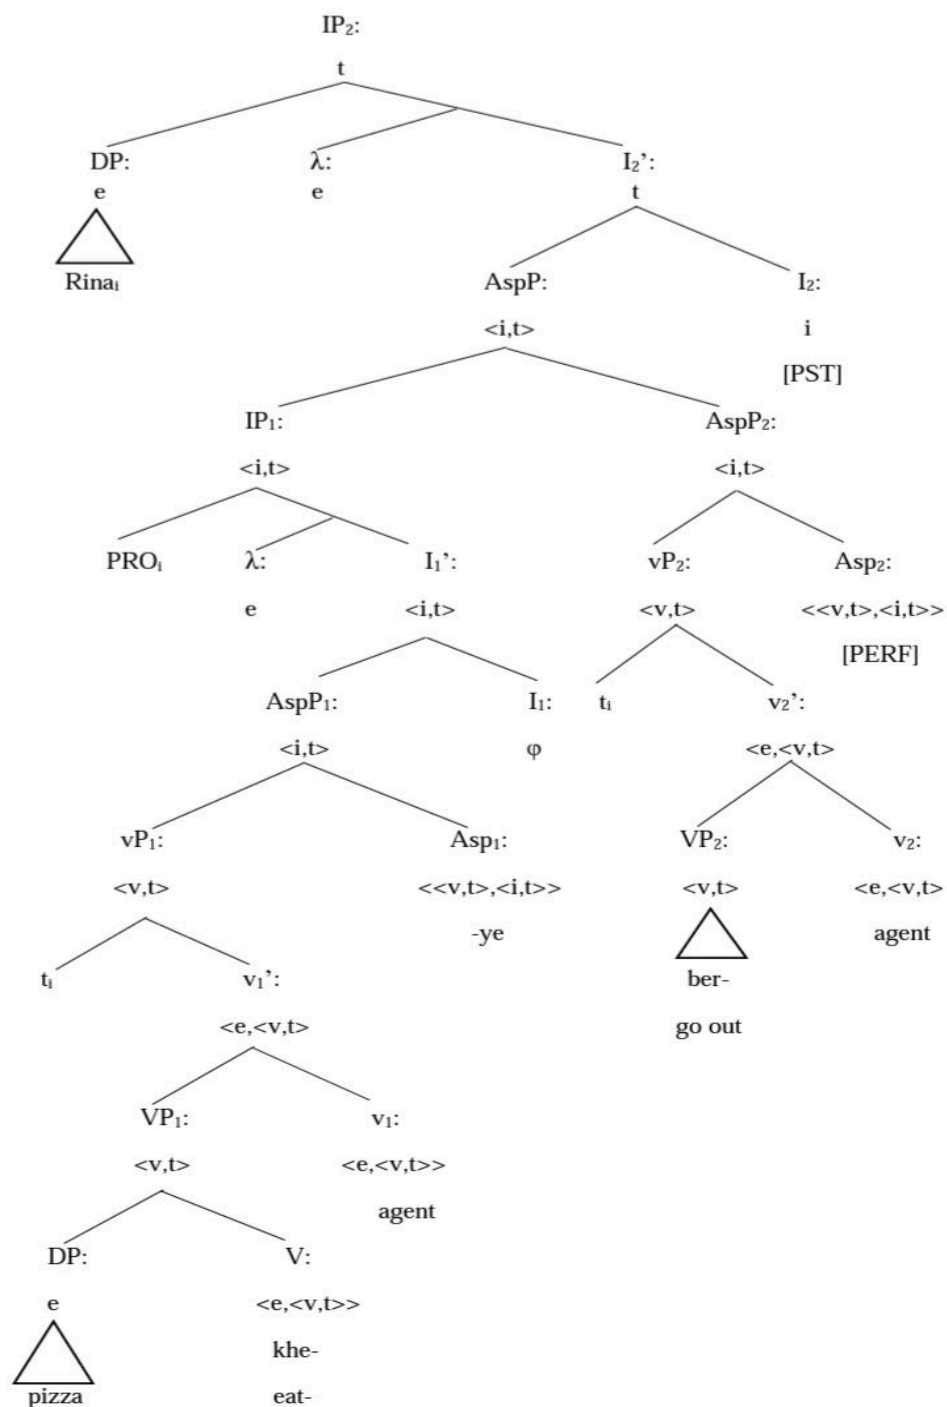 IP₂:
t
DP: λ: I₂’:
e e t
Rinaᵢ AspP: I₂:
<i,t> i
[PST]
IP₁: AspP₂:
<i,t> <i,t>
PROᵢ λ: I₁’: vP₂: Asp₂:
e <i,t> <v,t> <<v,t>,<i,t>>
[PERF]
AspP₁: I₁: tᵢ v₂’:
<i,t> φ <e,<v,t>
vP₁: Asp₁: VP₂: v₂:
<v,t> <<v,t>,<i,t>> <v,t> <e,<v,t>
-ye agent
tᵢ v₁’: ber-
<e,<v,t> go out
VP₁: v₁:
<v,t> <e,<v,t>>
agent
DP: V:
e <e,<v,t>>
khe-
pizza eat-